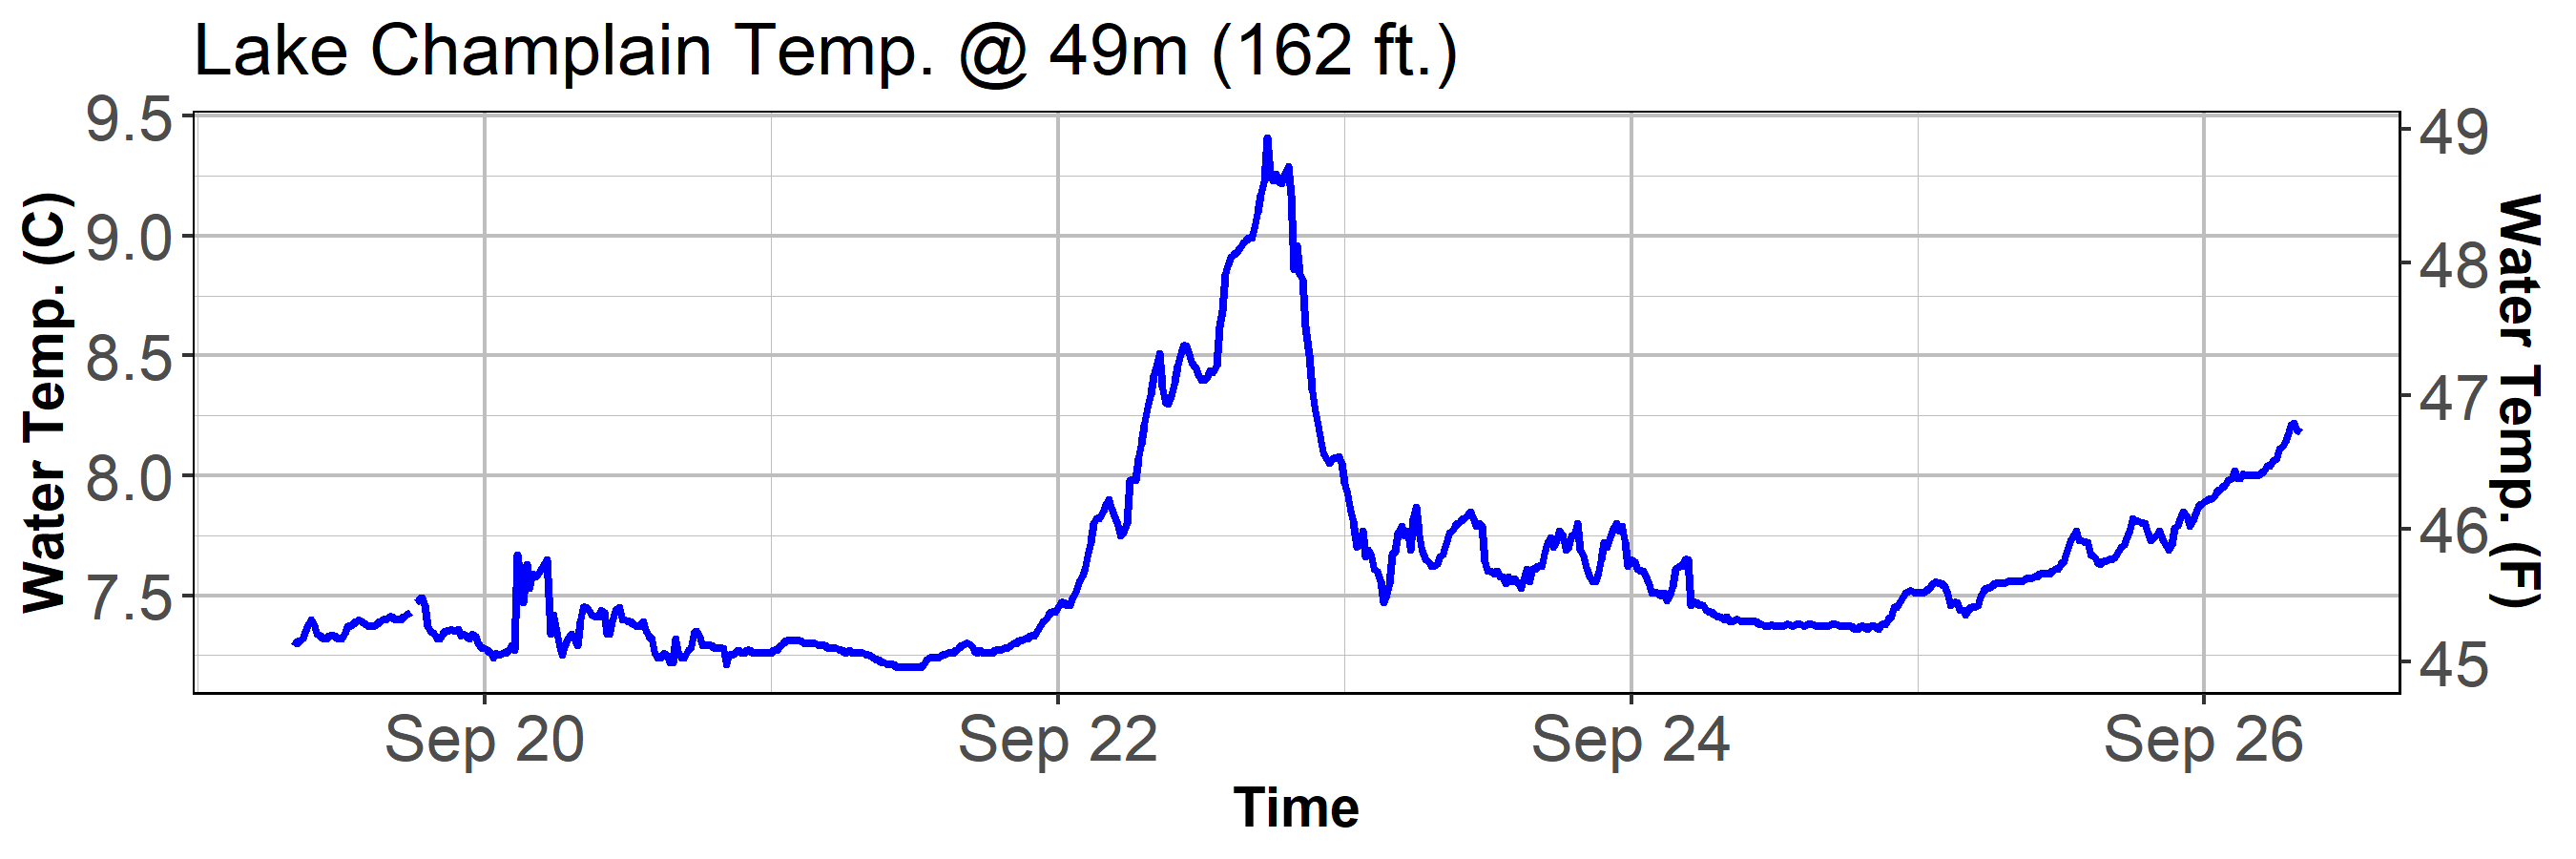 Lake Champlain Temp. @ 49m (162 ft.)
Water Temp. (C)
9.5
9.0
8.5
8.0
7.5
49
48
47
46
45
Water Temp. (F)
Sep 20 Sep 22 Sep 24 Sep 26
Time